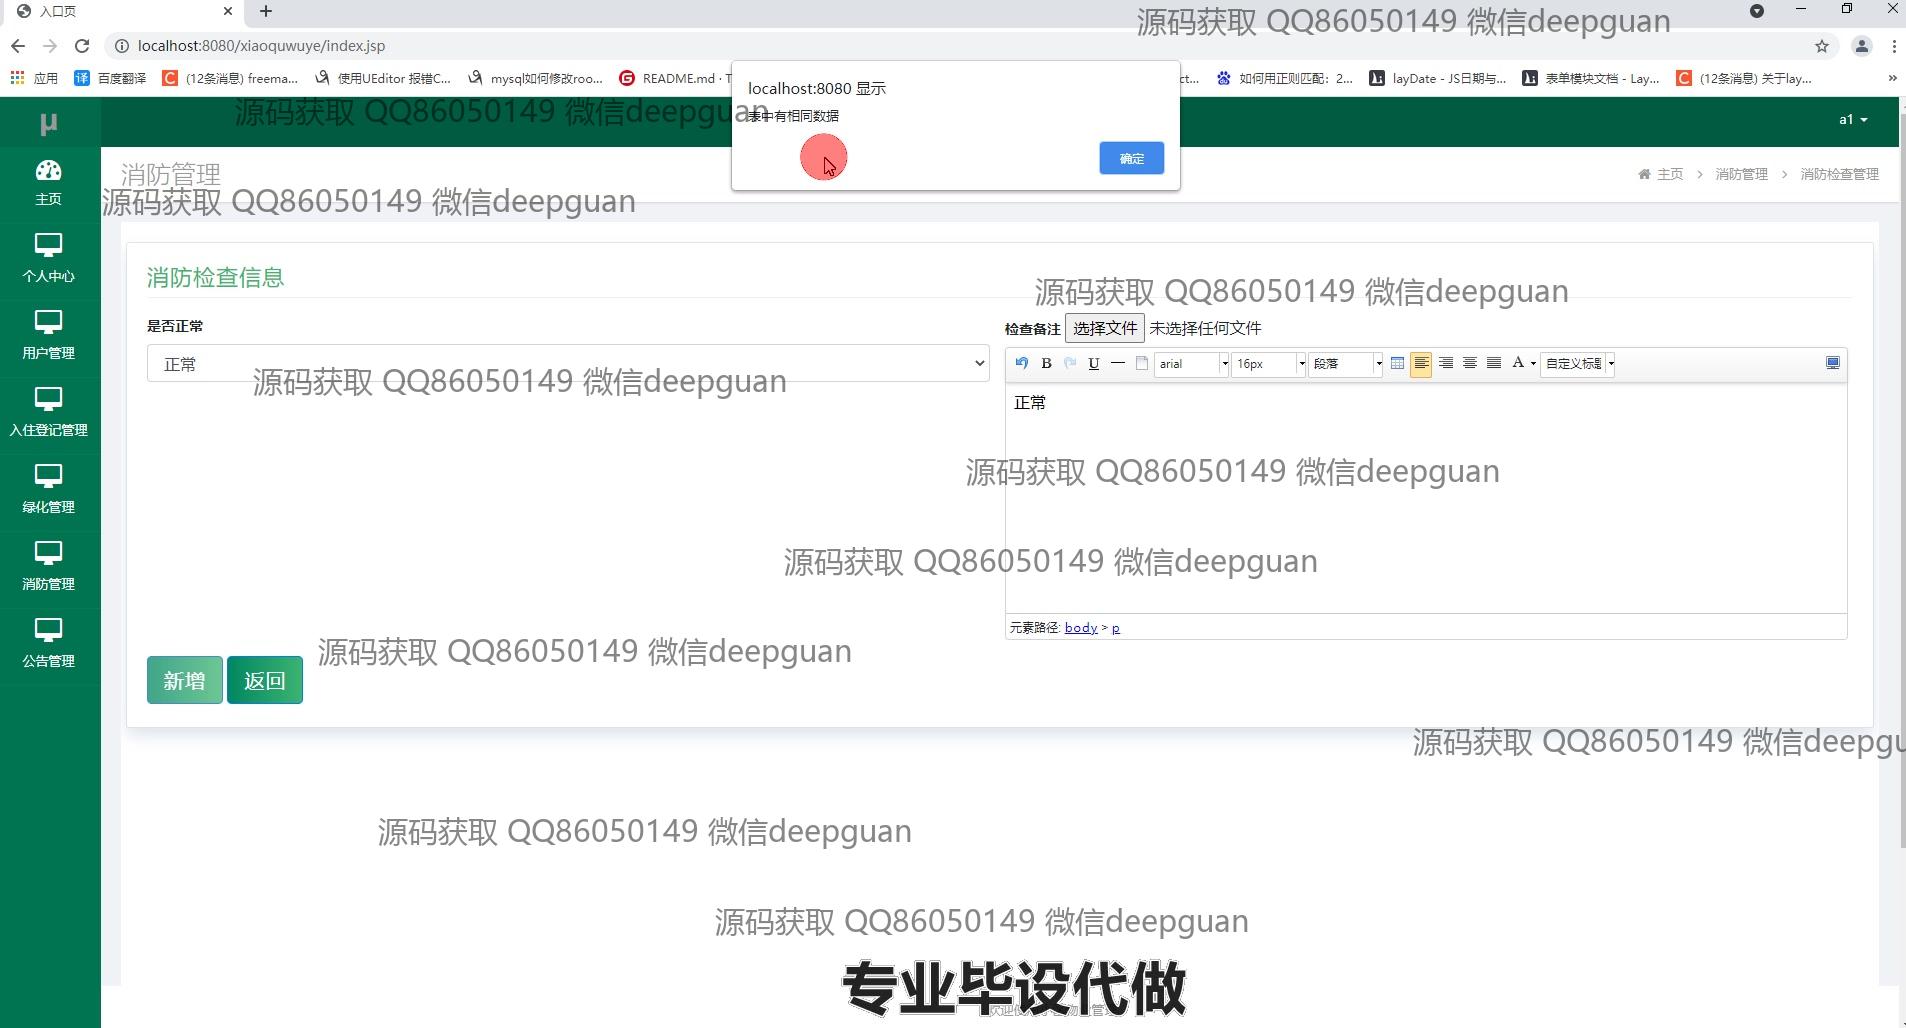 入口页
源码获取 QQ86050149 微信deepguan
localhost:8080/xiaoquwuye/index.jsp
应用 百度翻译 (12条消息) freema... 使用UEditor 报错C... mysql如何修改roo... README.md · T ct... 如何用正则匹配：2... layDate - JS日期与... 表单模块文档 - Lay... (12条消息) 关于lay...
localhost:8080 显示
表中有相同数据
确定
源码获取 QQ86050149 微信deepguan
μ
a1
主页
个人中心
用户管理
入住登记管理
绿化管理
消防管理
公告管理
消防管理
主页 > 消防管理 > 消防检查管理
源码获取 QQ86050149 微信deepguan
消防检查信息
源码获取 QQ86050149 微信deepguan
是否正常
检查备注 选择文件 未选择任何文件
正常
B U arial 16px 段落 A 自定义标题
源码获取 QQ86050149 微信deepguan
正常
源码获取 QQ86050149 微信deepguan
源码获取 QQ86050149 微信deepguan
元素路径: body > p
源码获取 QQ86050149 微信deepguan
新增 返回
源码获取 QQ86050149 微信deepgu
源码获取 QQ86050149 微信deepguan
源码获取 QQ86050149 微信deepguan
专业毕设代做